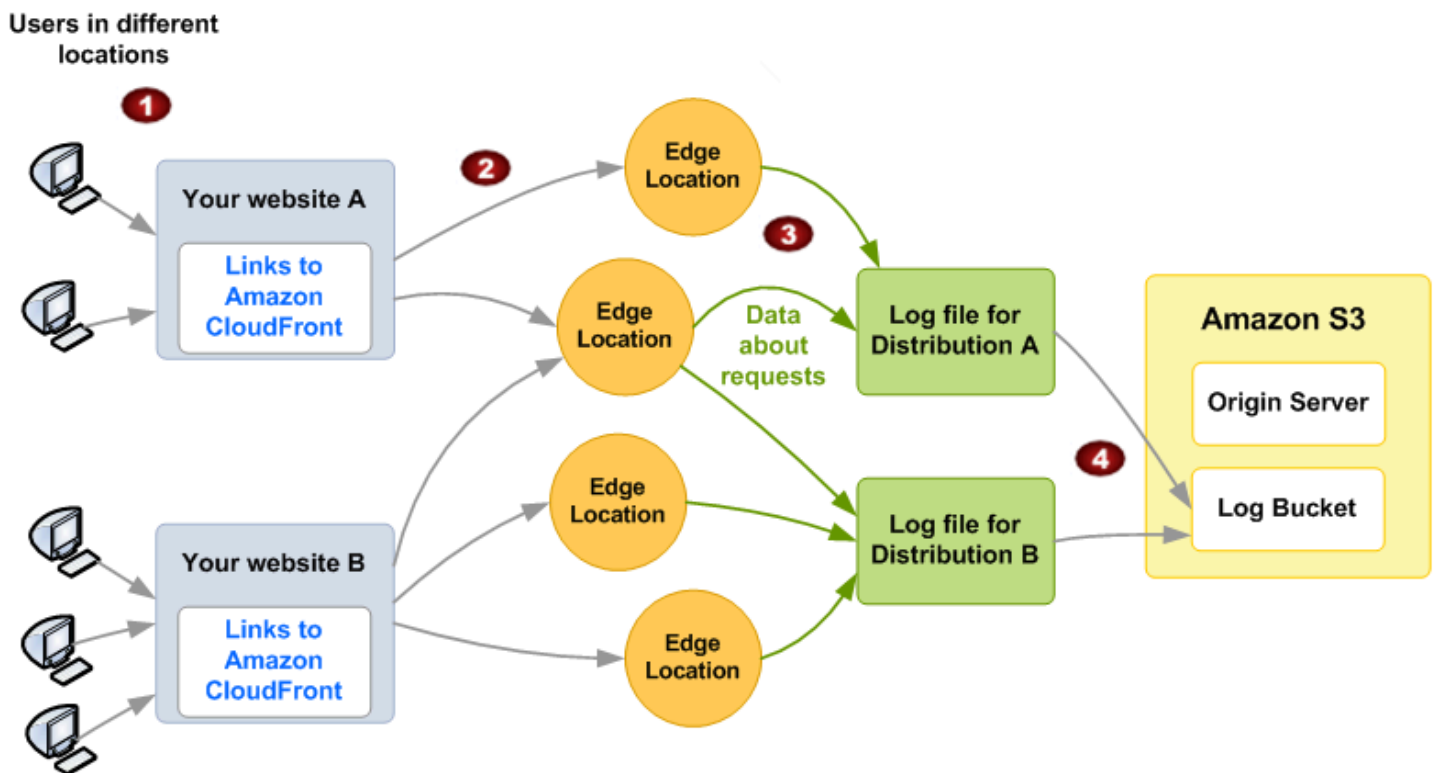 Users in different
locations
1
Your website A
Links to
Amazon
CloudFront
2
Edge
Location
3
Edge
Location
Data
about
requests
Log file for
Distribution A
Amazon S3
Origin Server
Log Bucket
4
Your website B
Links to
Amazon
CloudFront
Edge
Location
Edge
Location
Log file for
Distribution B